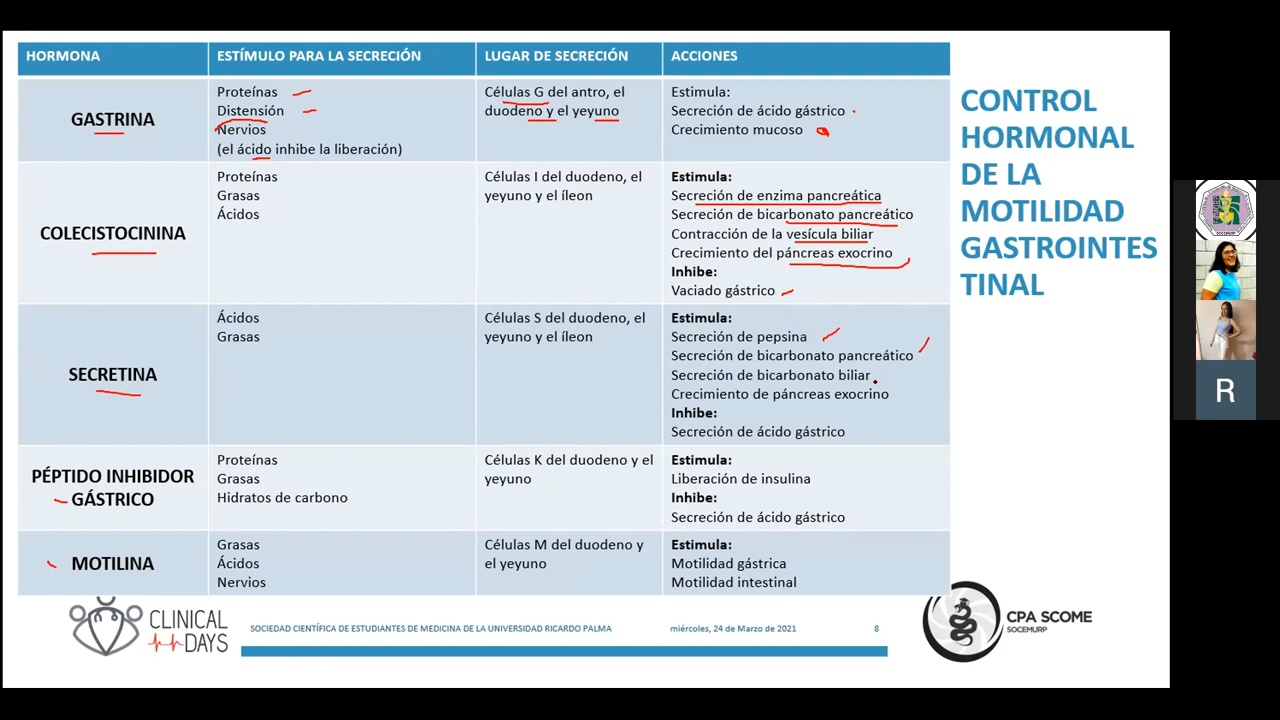 HORMONA
ESTÍMULO PARA LA SECRECIÓN
LUGAR DE SECRECIÓN
ACCIONES
GASTRINA
Proteínas
Distensión
Nervios
(el ácido inhibe la liberación)
Células G del antro, el
duodeno y el yeyuno
Estimula:
Secreción de ácido gástrico
Crecimiento mucoso
COLECISTOCININA
Proteínas
Grasas
Ácidos
Células I del duodeno, el
yeyuno y el íleon
Estimula:
Secreción de enzima pancreática
Secreción de bicarbonato pancreático
Contracción de la vesícula biliar
Crecimiento del páncreas exocrino
Inhibe:
Vaciado gástrico
SECRETINA
Ácidos
Grasas
Células S del duodeno, el
yeyuno y el íleon
Estimula:
Secreción de pepsina
Secreción de bicarbonato pancreático
Secreción de bicarbonato biliar
Crecimiento de páncreas exocrino
Inhibe:
Secreción de ácido gástrico
PÉPTIDO INHIBIDOR
GÁSTRICO
Proteínas
Grasas
Hidratos de carbono
Células K del duodeno y el
yeyuno
Estimula:
Liberación de insulina
Inhibe:
Secreción de ácido gástrico
MOTILINA
Grasas
Ácidos
Nervios
Células M del duodeno y
el yeyuno
Estimula:
Motilidad gástrica
Motilidad intestinal
CONTROL
HORMONAL
DE LA
MOTILIDAD
GASTROINTES
TINAL
R
CLINICAL
DAYS
SOCIEDAD CIENTÍFICA DE ESTUDIANTES DE MEDICINA DE LA UNIVERSIDAD RICARDO PALMA
miércoles, 24 de Marzo de 2021
8
CPA SCOME
SOCEMURP